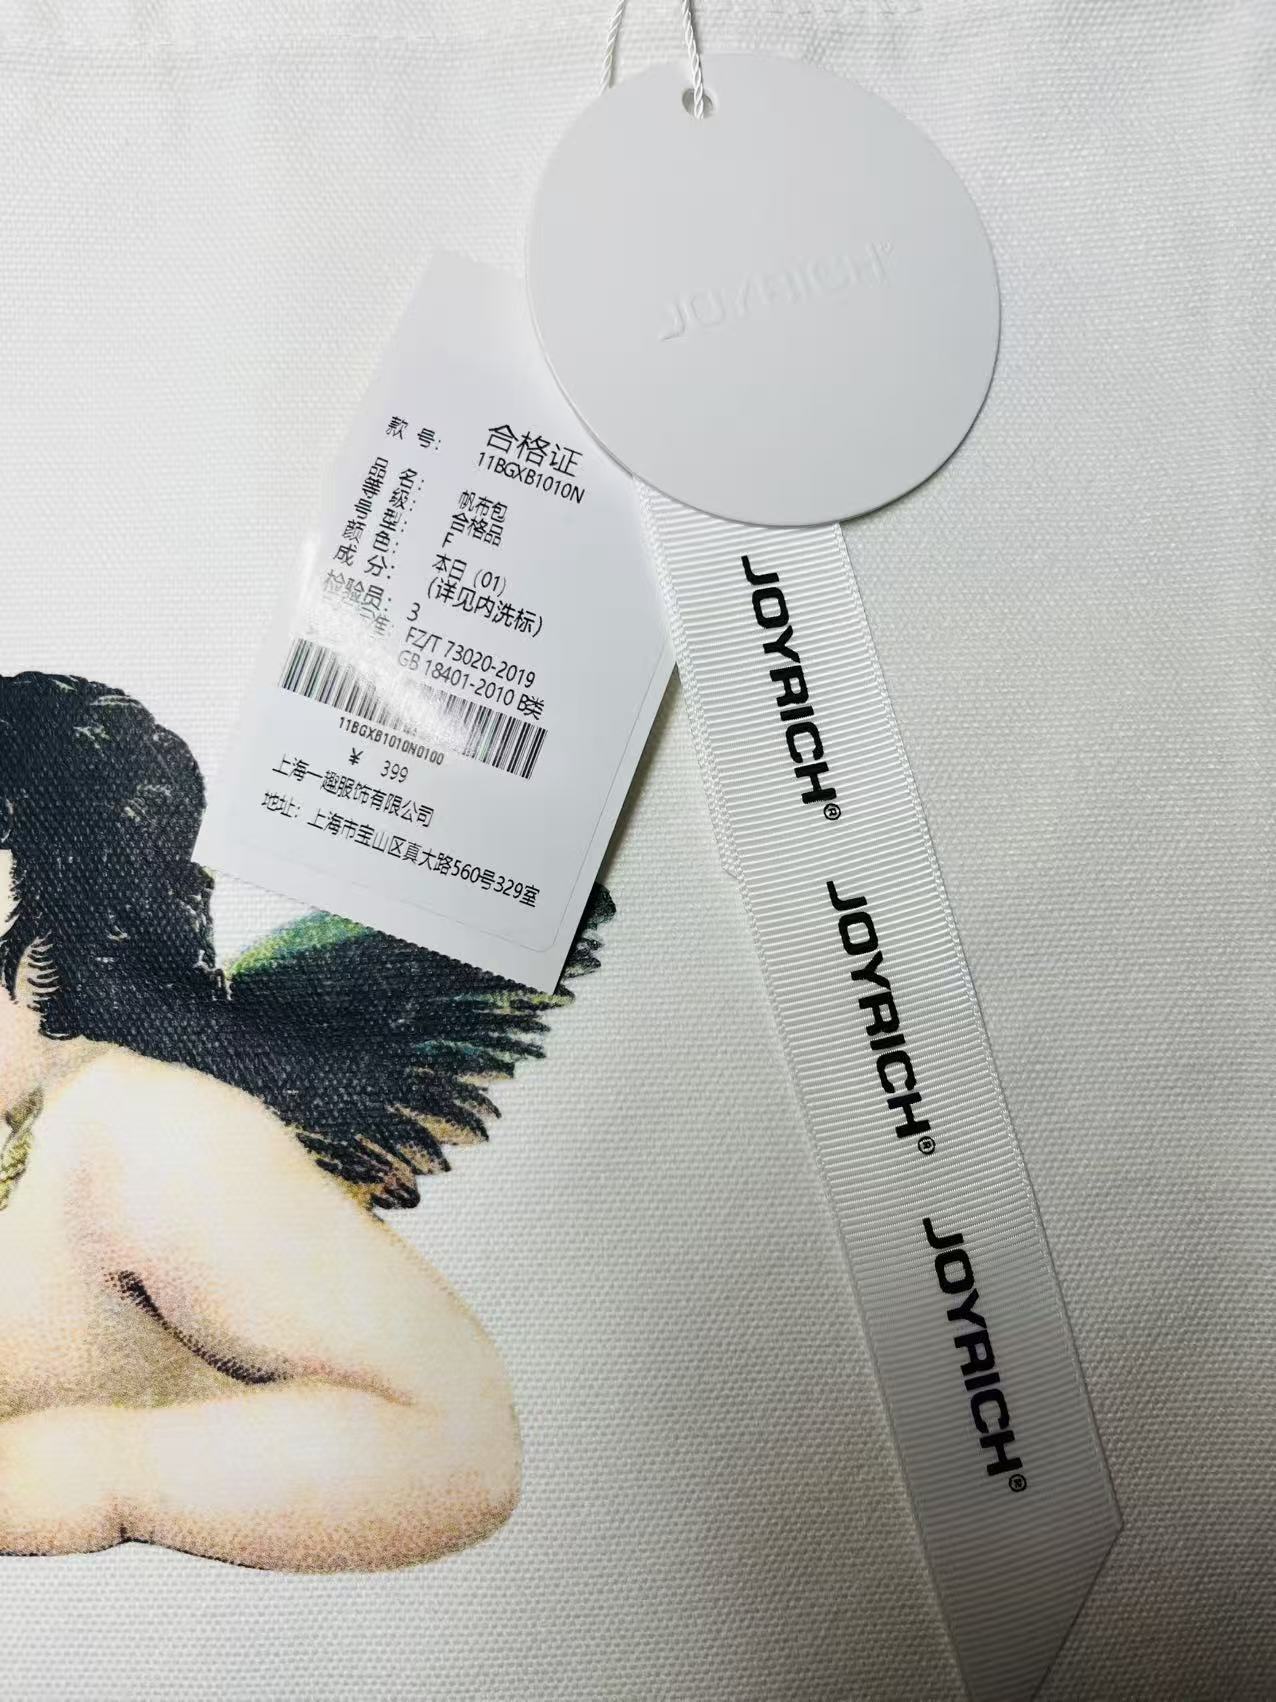 JOYRICH®
合格证
款 号: 11BGXB1010N
品 名: 帆布包
等 级: 合格品
号 型: F
颜 色: 本白 (01)
成 分: (详见内洗标)
检验员: 3
FZ/T 73020-2019
GB 18401-2010 B类
11BGXB1010N0100
¥ 399
上海一趣服饰有限公司
地址: 上海市宝山区真大路560号329室
JOYRICH®
JOYRICH®
JOYRICH®